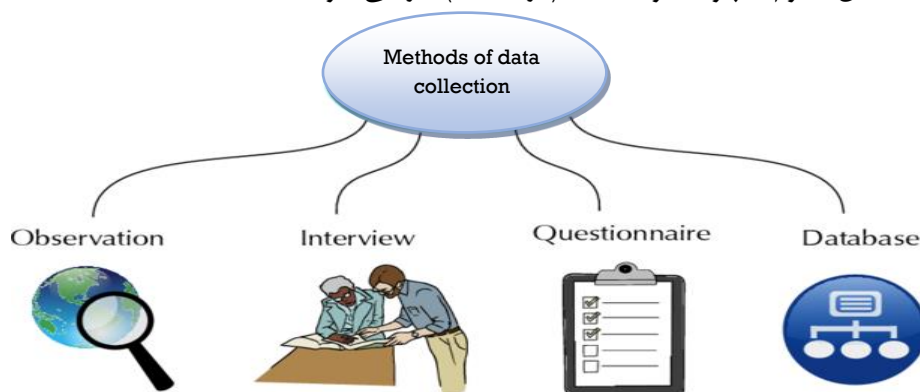 Methods of data
collection
Observation
Interview
Questionnaire
Database